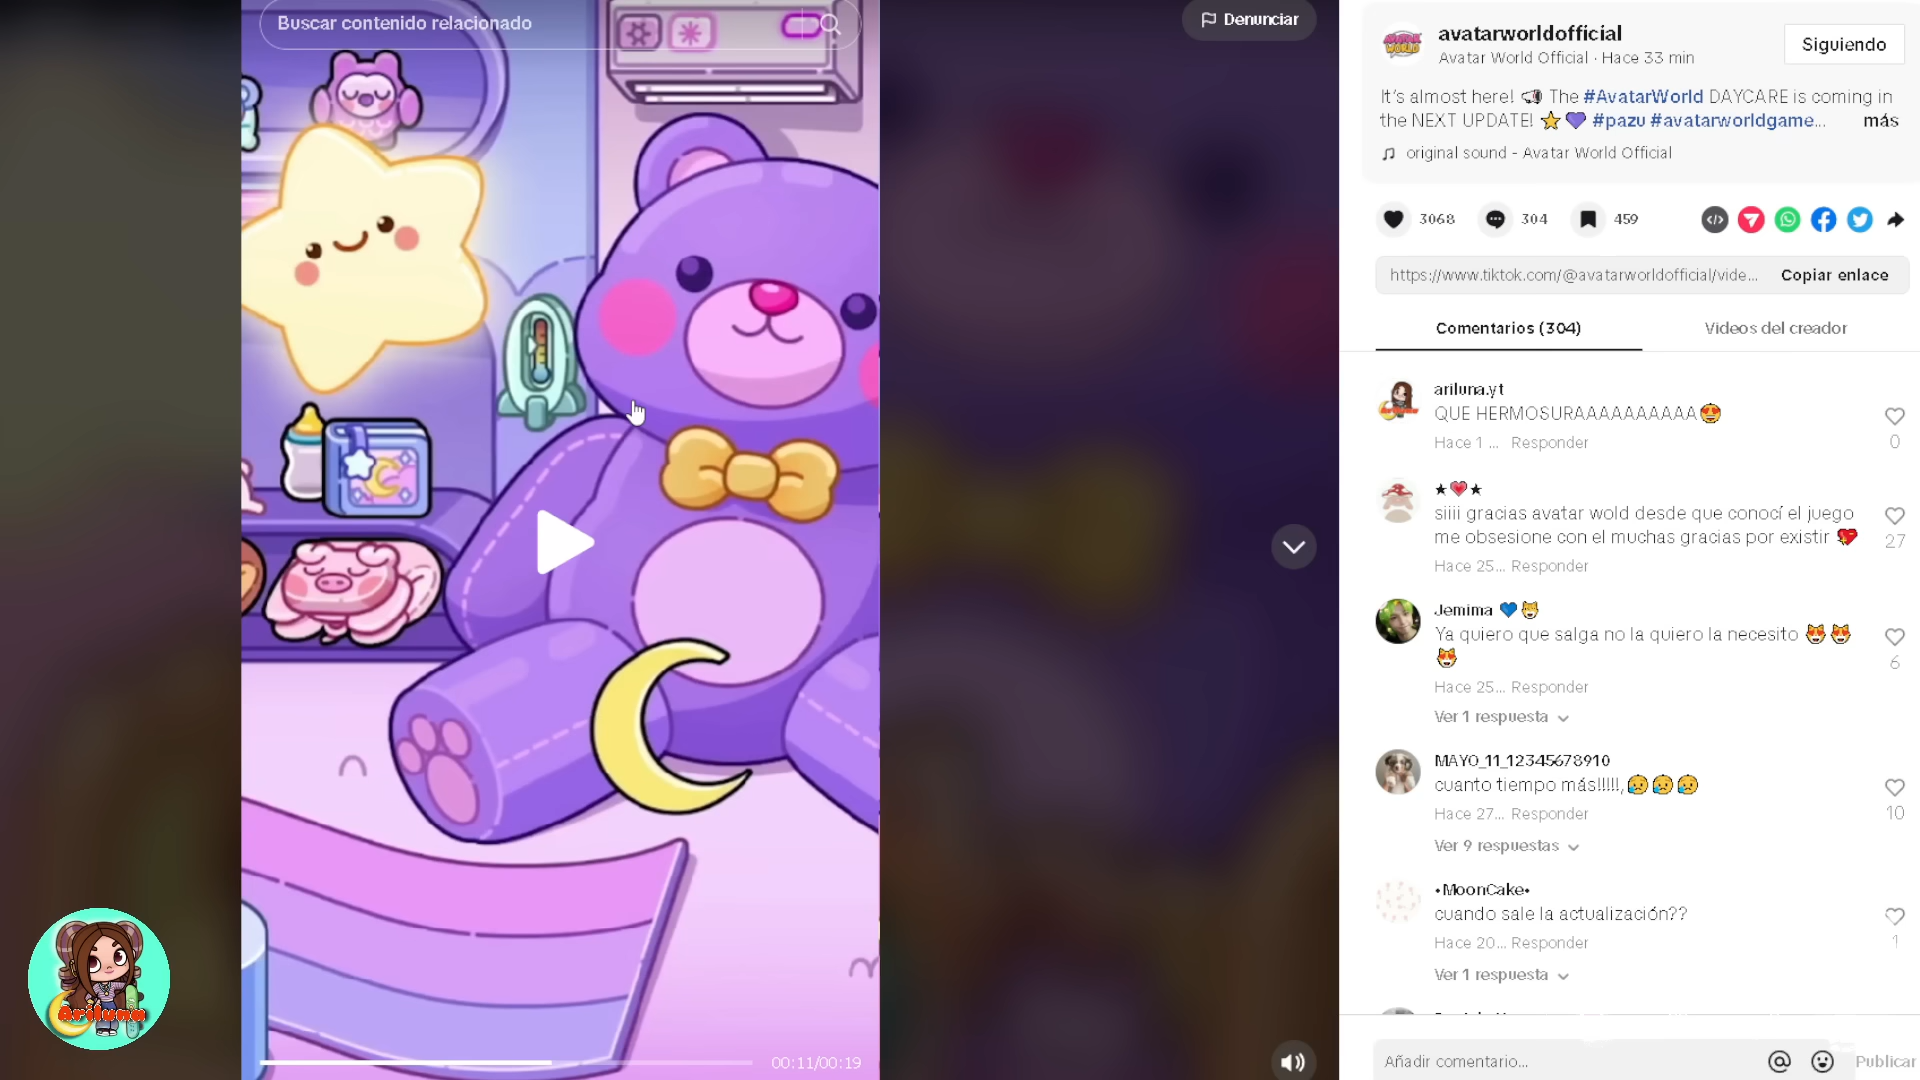 Buscar contenido relacionado
Denunciar
avatarworldofficial
Avatar World Official · Hace 33 min
Siguiendo
It's almost here! 📢 The #AvatarWorld DAYCARE is coming in
the NEXT UPDATE! ⭐💜 #pazu #avatarworldgame... más
original sound - Avatar World Official
3068
304
459
https://www.tiktok.com/@avatarworldofficial/vide...
Copiar enlace
Comentarios (304)
Videos del creador
ariluna.yt
QUE HERMOSURAAAAAAAAAA😍
Hace 1 ... Responder
0
★💗★
siiii gracias avatar wold desde que conocí el juego
me obsesione con el muchas gracias por existir 💖
27
Hace 25... Responder
Jemima 💙😺
Ya quiero que salga no la quiero la necesito 😻😻
😻
6
Hace 25... Responder
Ver 1 respuesta
MAYO_11_12345678910
cuanto tiempo más!!!!!,😥😥😥
10
Hace 27... Responder
Ver 9 respuestas
•MoonCake•
cuando sale la actualización??
1
Hace 20... Responder
Ver 1 respuesta
Ariluna
00:11/00:19
Añadir comentario...
Publicar